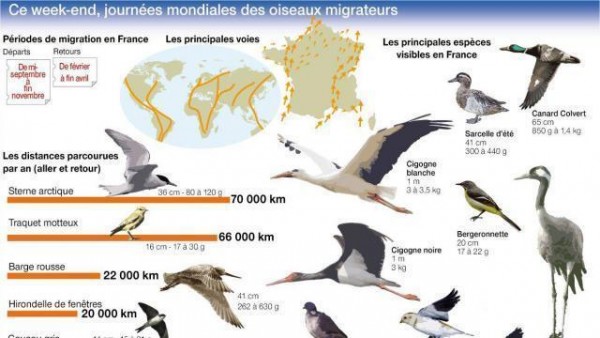 Ce week-end, journées mondiales des oiseaux migrateurs
Périodes de migration en France
Départs
Retours
De mi-
septembre
à
fin
novembre
De février
à fin avril
Les principales voies
Les principales espèces
visibles en France
Canard Colvert
65 cm
850 g à 1,4 kg
Sarcelle d'été
41 cm
300 à 440 g
Les distances parcourues
par an (aller et retour)
Sterne arctique
36 cm - 80 à 120 g
70 000 km
Traquet motteux
66 000 km
16 cm - 17 à 30 g
Barge rousse
22 000 km
41 cm
262 à 630 g
Hirondelle de fenêtres
20 000 km
Cigogne
blanche
1 m
3 à 3,5 kg
Bergeronnette
20 cm
17 à 22 g
Cigogne noire
1 m
3 kg